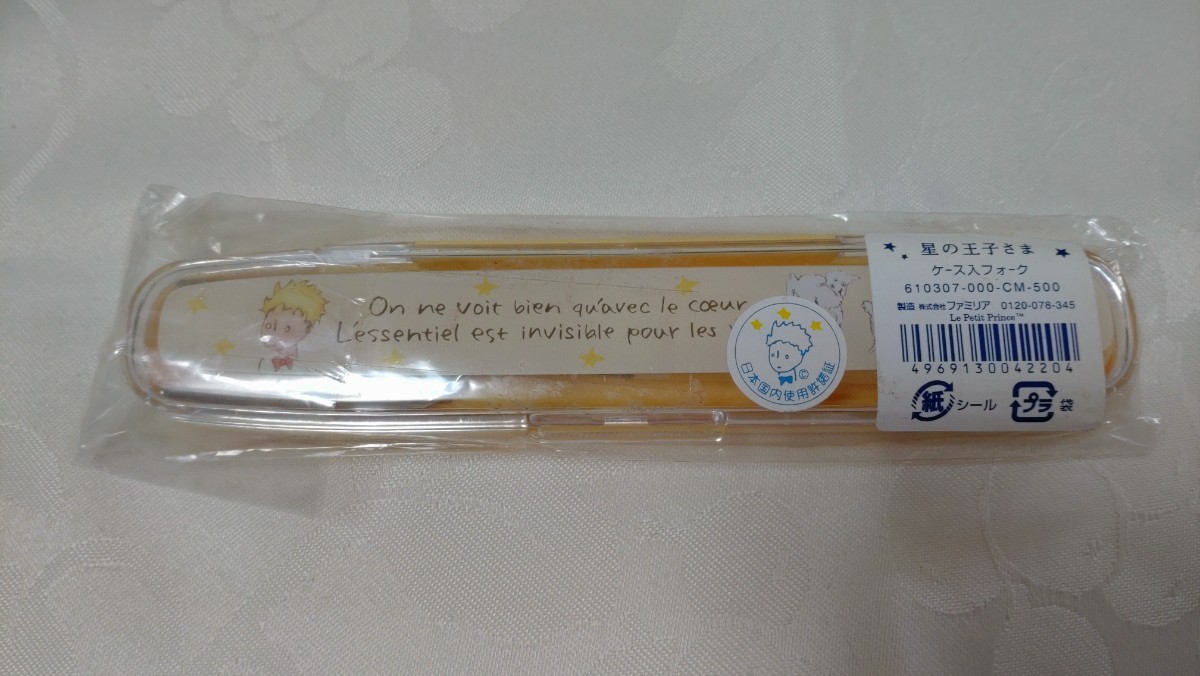 On ne voit bien qu'avec le cœur
L'essentiel est invisible pour les
©
日本国内使用許諾証
星の王子さま
ケース入フォーク
610307-000-CM-500
製造 株式会社ファミリア 0120-078-345
Le Petit Prince™
4969130042204
紙 シール プラ 袋